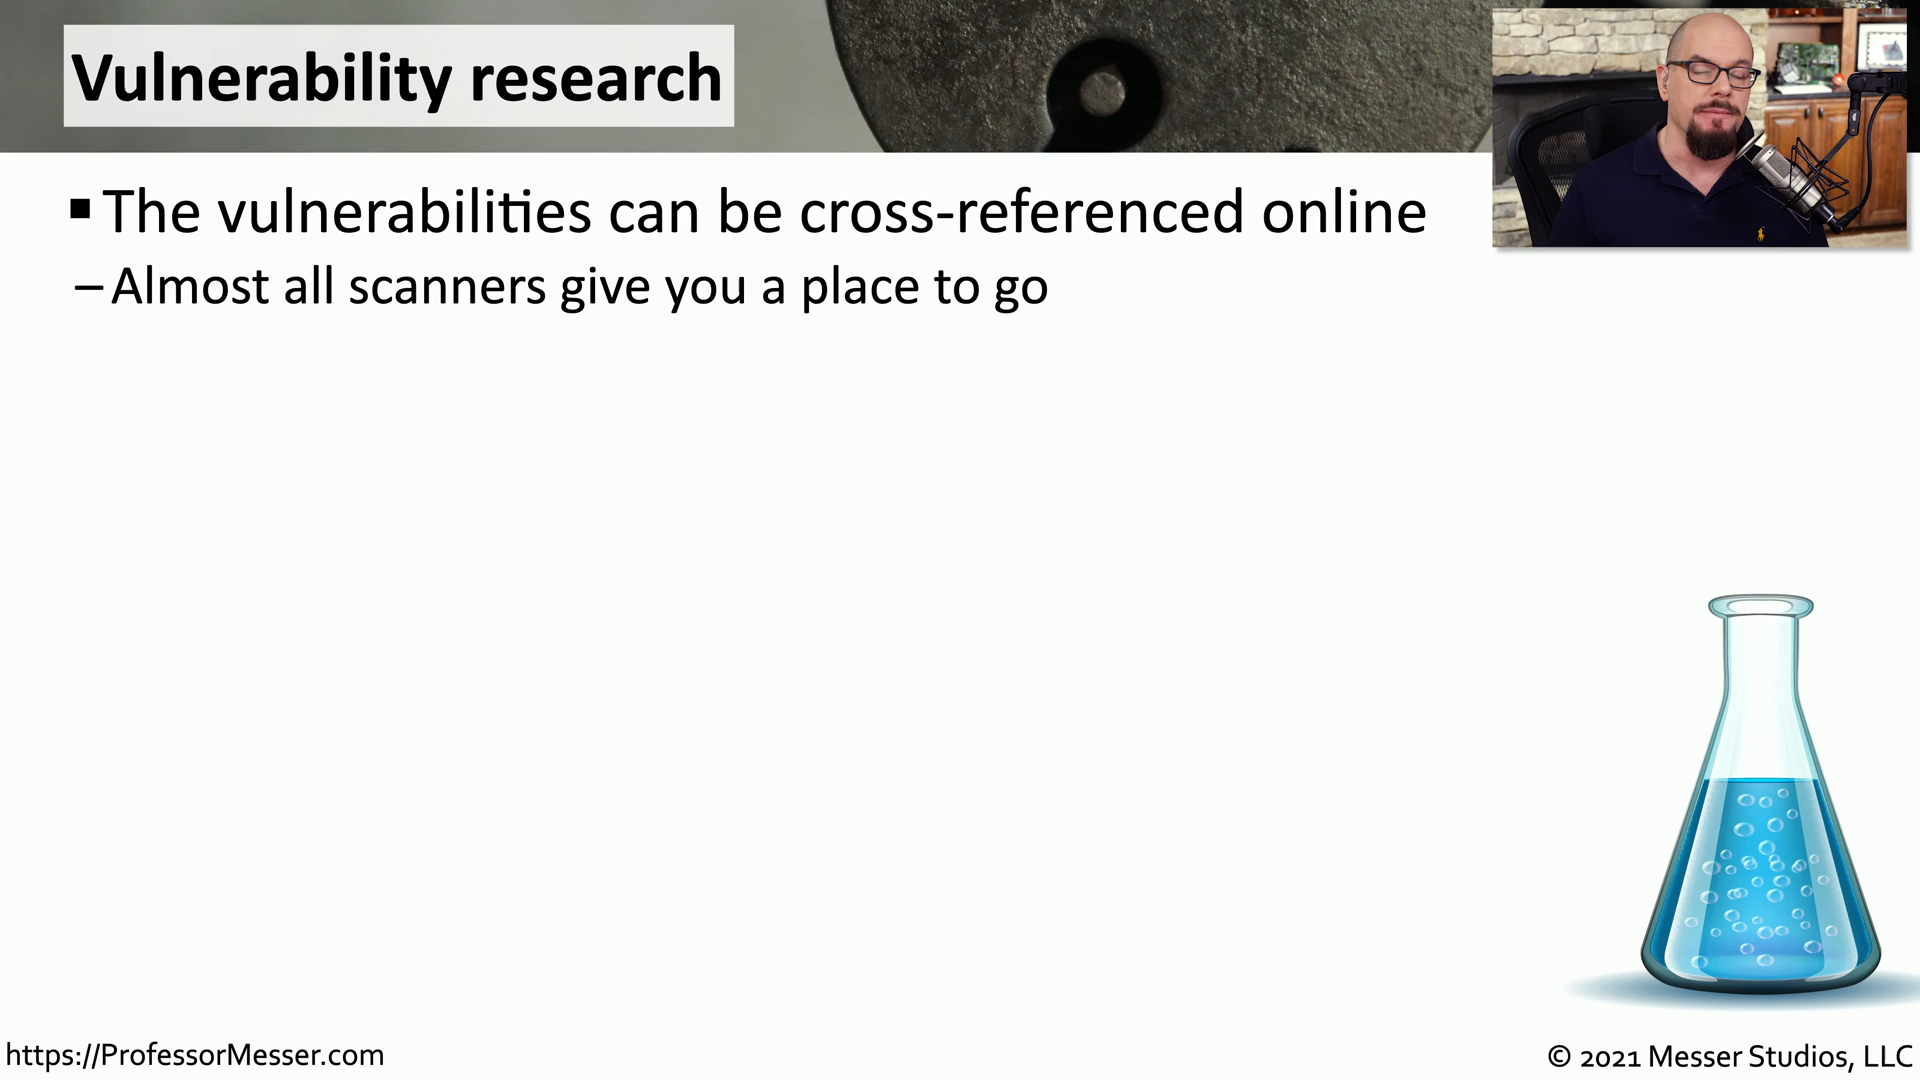 Vulnerability research
▪ The vulnerabilities can be cross-referenced online
– Almost all scanners give you a place to go
https://ProfessorMesser.com
© 2021 Messer Studios, LLC